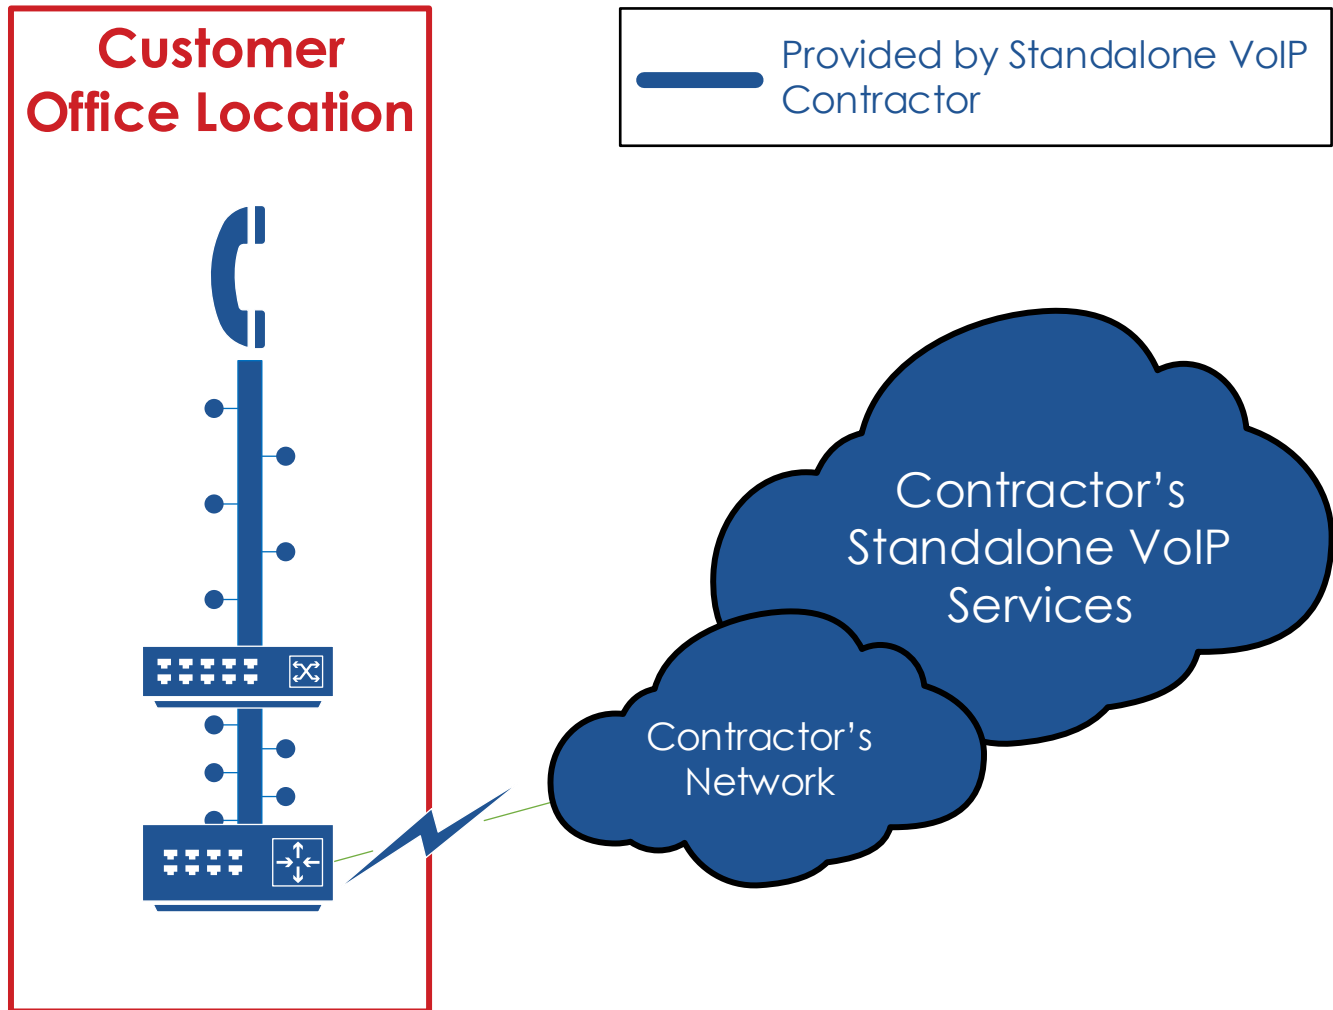 Customer
Office Location
Provided by Standalone VoIP
Contractor
Contractor’s
Standalone VoIP
Services
Contractor’s
Network